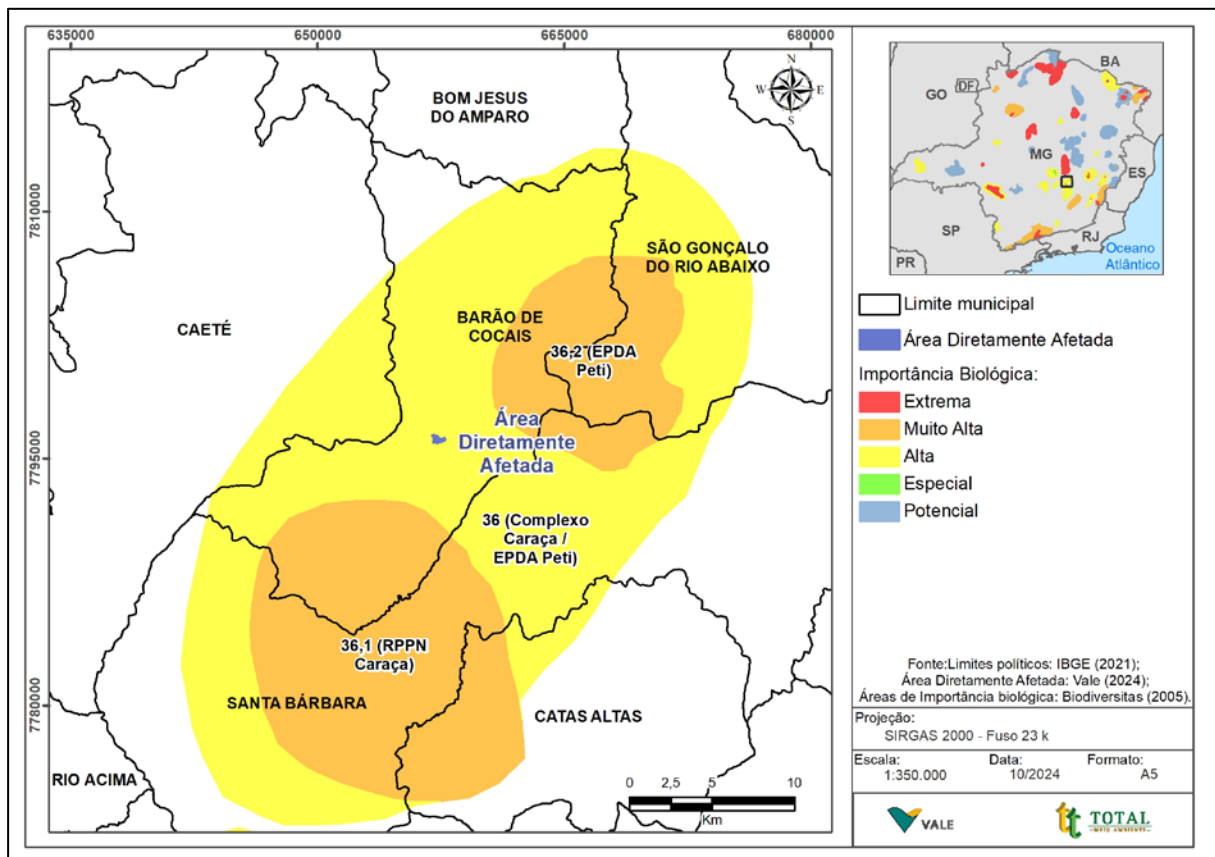 635000
650000
665000
680000
7810000
7795000
7780000
N
W
E
S
BOM JESUS
DO AMPARO
SÃO GONÇALO
DO RIO ABAIXO
CAETÉ
BARÃO DE
COCAIS
36,2 (EPDA
Peti)
Área
Diretamente
Afetada
36 (Complexo
Caraça /
EPDA Peti)
36,1 (RPPN
Caraça)
SANTA BÁRBARA
CATAS ALTAS
RIO ACIMA
0 2,5 5 10
Km
BA
GO
DF
MG
ES
SP
RJ
PR
Oceano
Atlântico
Limite municipal
Área Diretamente Afetada
Importância Biológica:
Extrema
Muito Alta
Alta
Especial
Potencial
Fonte:Limites políticos: IBGE (2021);
Área Diretamente Afetada: Vale (2024);
Áreas de Importância biológica: Biodiversitas (2005).
Projeção:
SIRGAS 2000 - Fuso 23 k
Escala: Data: Formato:
1:350.000 10/2024 A5
VALE
TOTAL
MEIO AMBIENTE